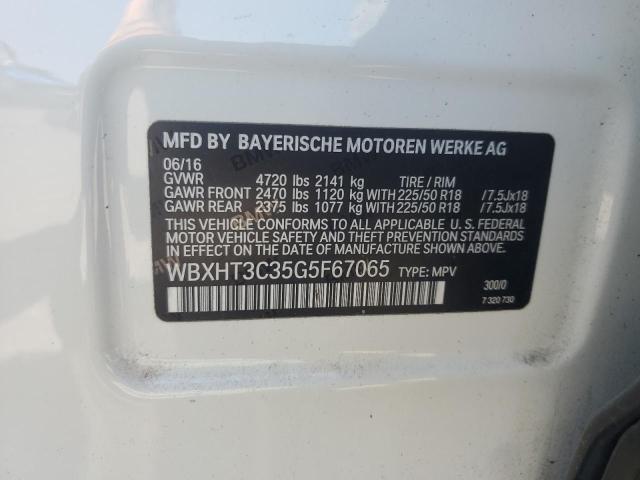 MFD BY BAYERISCHE MOTOREN WERKE AG
06/16
GVWR 4720 lbs 2141 kg TIRE / RIM
GAWR FRONT 2470 lbs 1120 kg WITH 225/50 R18 /7.5Jx18
GAWR REAR 2375 lbs 1077 kg WITH 225/50 R18 /7.5Jx18
THIS VEHICLE CONFORMS TO ALL APPLICABLE U. S. FEDERAL
MOTOR VEHICLE SAFETY AND THEFT PREVENTION STANDARDS
IN EFFECT ON THE DATE OF MANUFACTURE SHOWN ABOVE.
WBXHT3C35G5F67065 TYPE: MPV
300/0
7 320 730